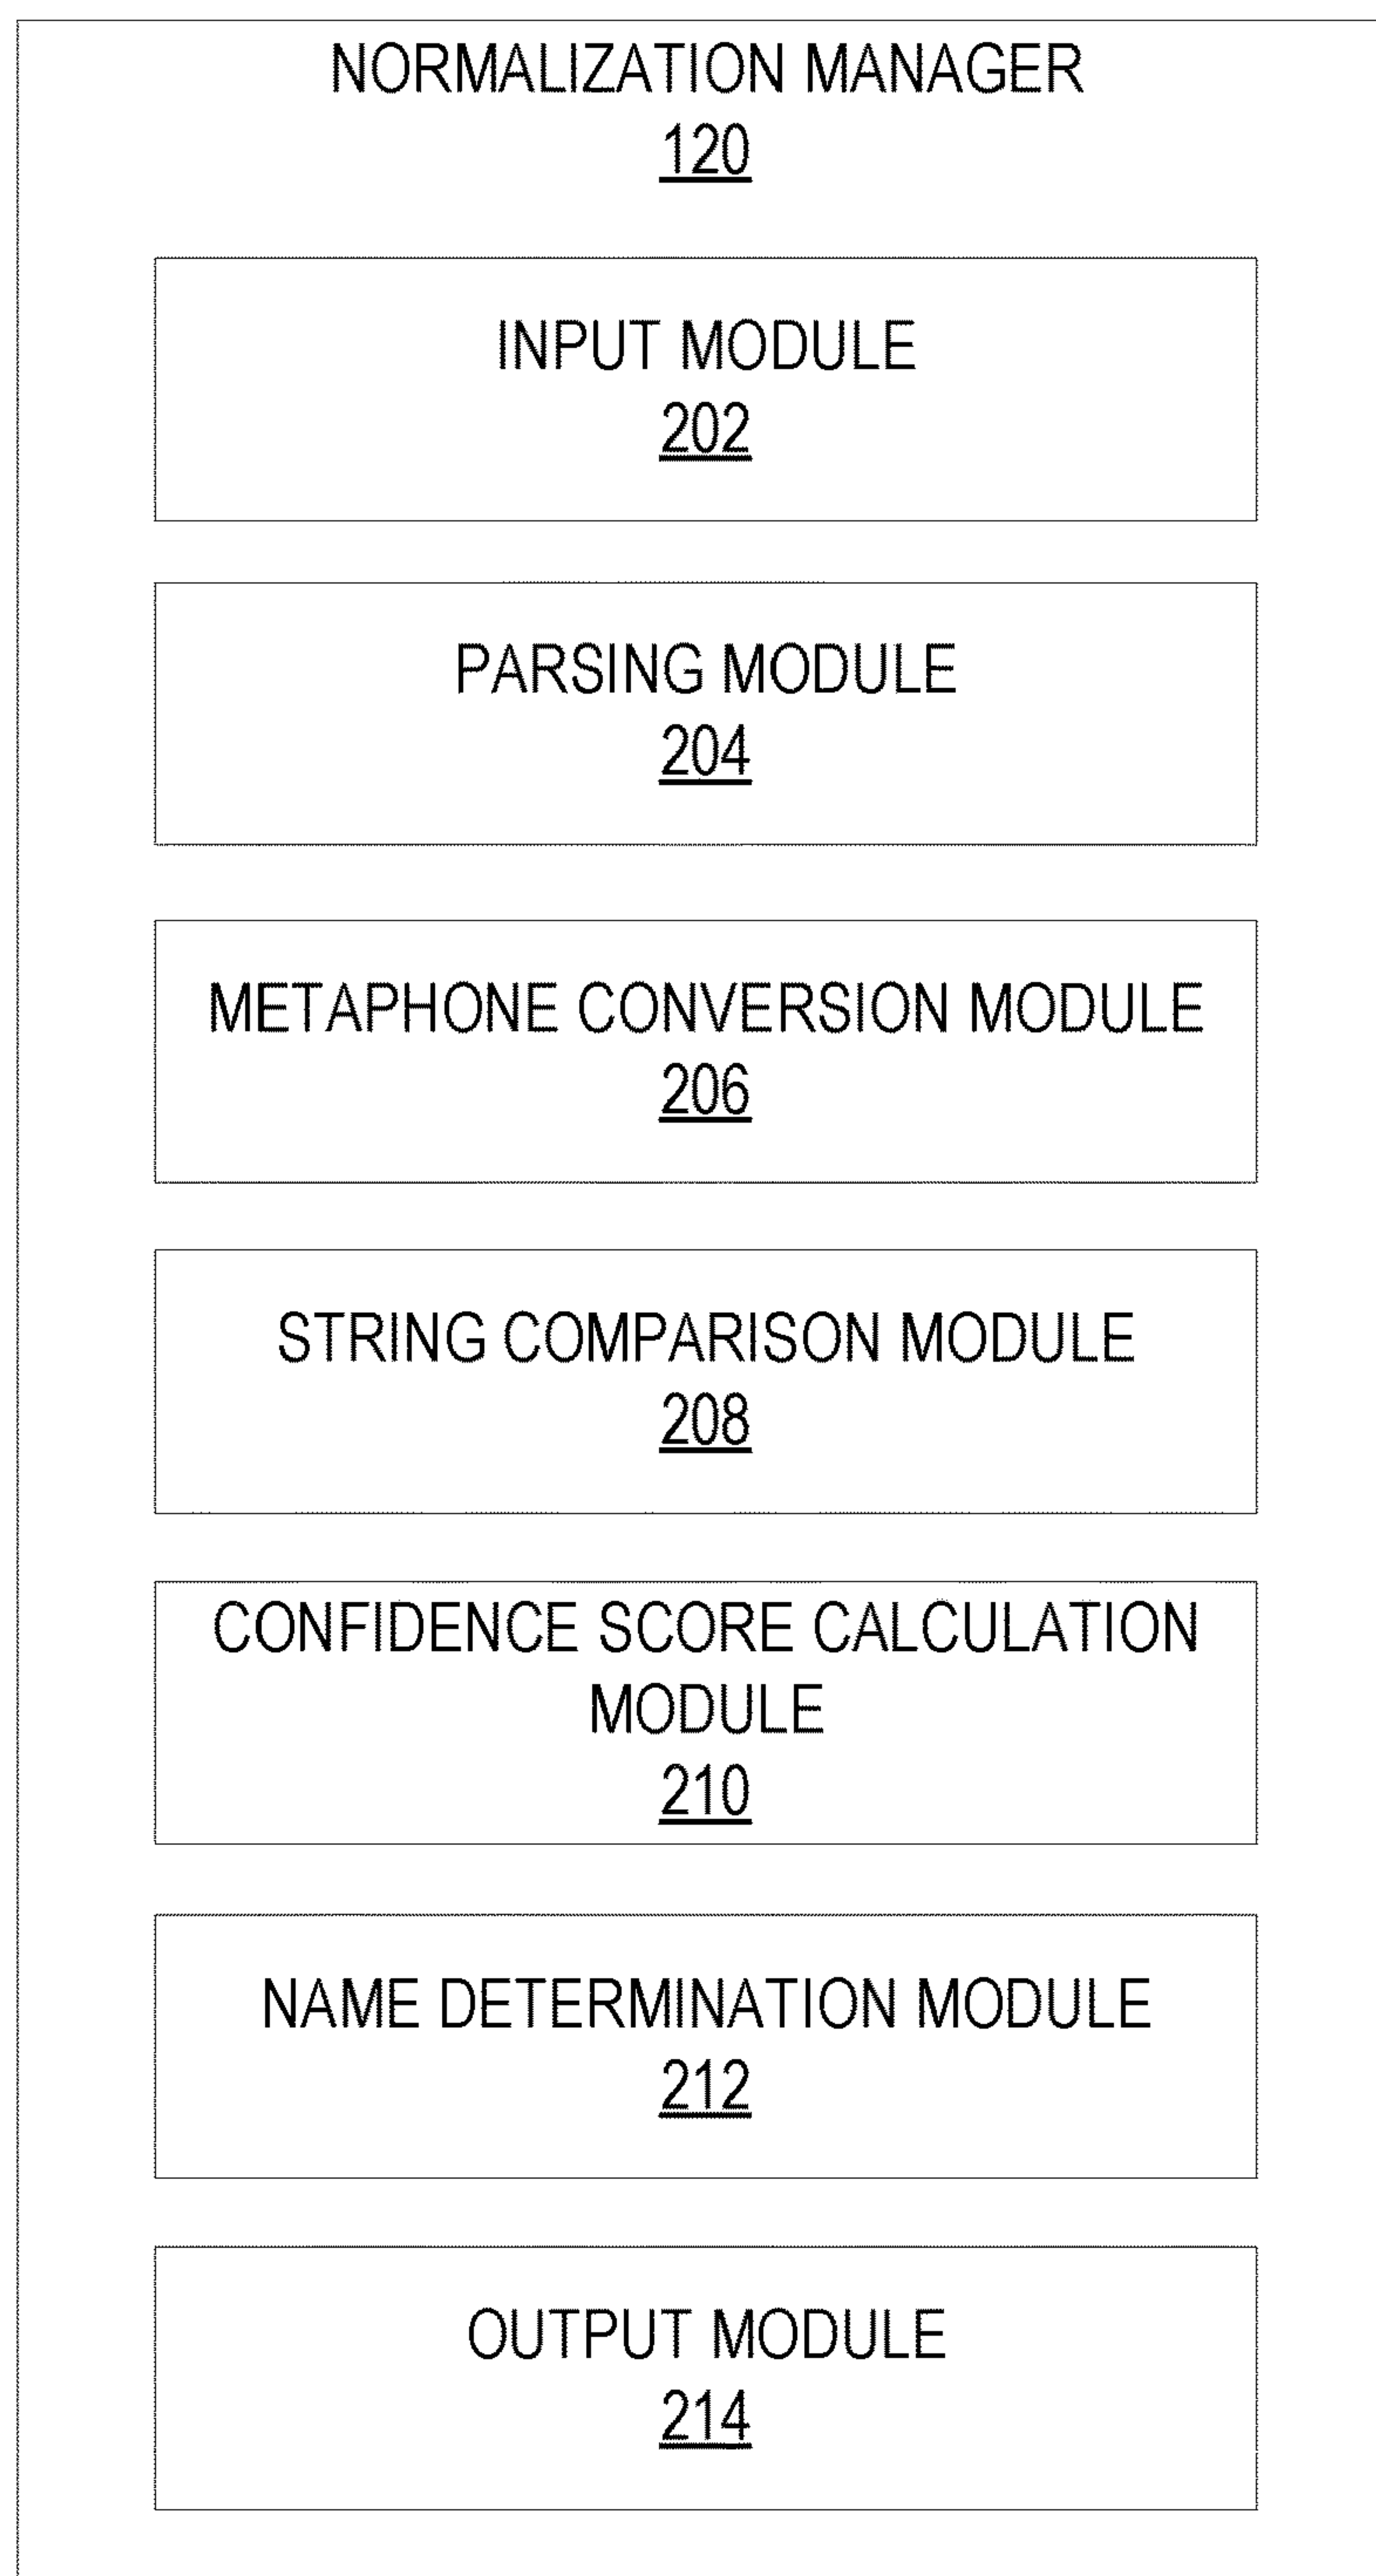 NORMALIZATION MANAGER
120
INPUT MODULE
202
PARSING MODULE
204
METAPHONE CONVERSION MODULE
206
STRING COMPARISON MODULE
208
CONFIDENCE SCORE CALCULATION
MODULE
210
NAME DETERMINATION MODULE
212
OUTPUT MODULE
214